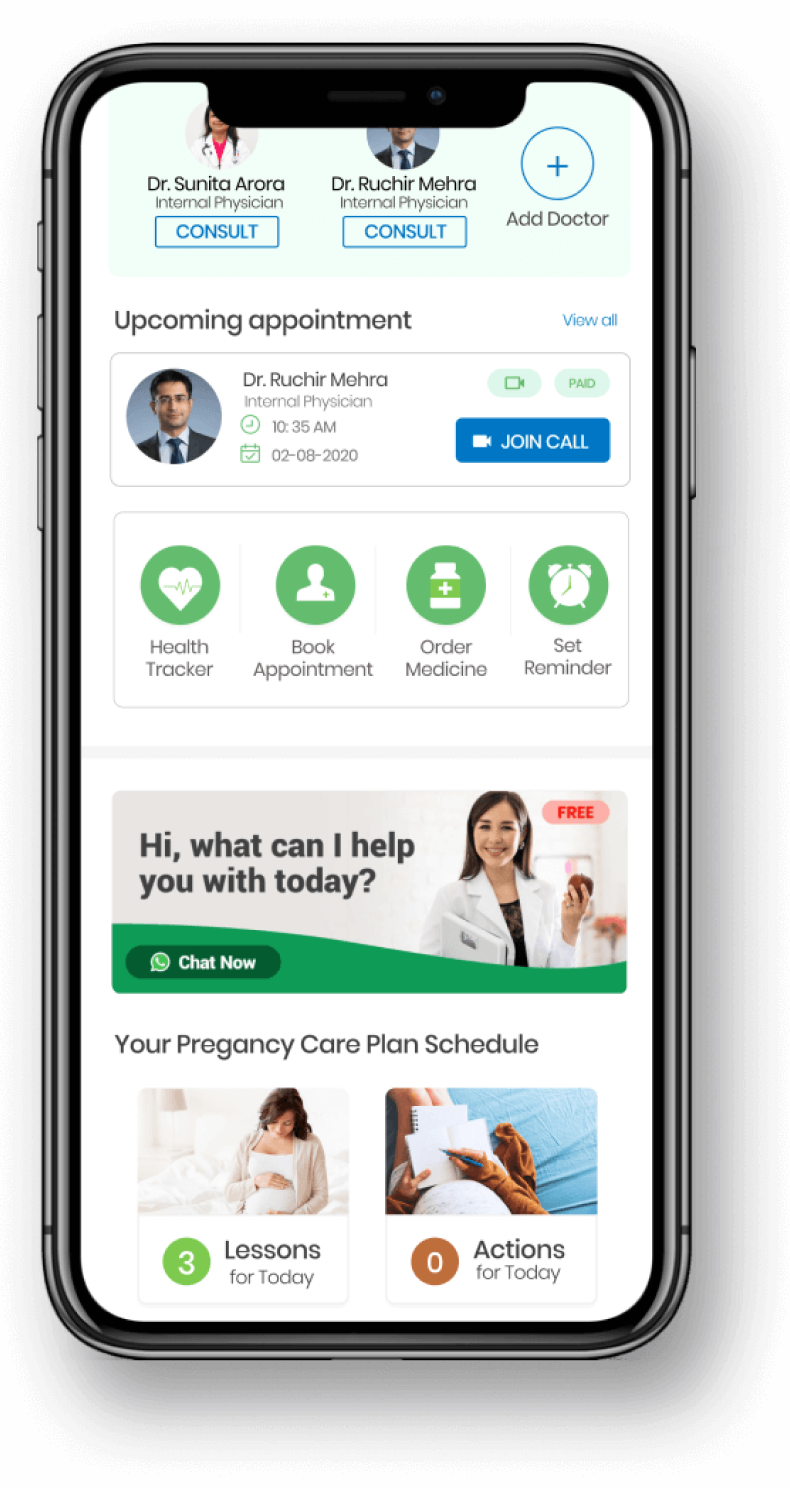 Dr. Sunita Arora
Internal Physician
CONSULT
Dr. Ruchir Mehra
Internal Physician
CONSULT
+
Add Doctor
Upcoming appointment
View all
Dr. Ruchir Mehra
Internal Physician
10: 35 AM
02-08-2020
PAID
JOIN CALL
Health
Tracker
Book
Appointment
Order
Medicine
Set
Reminder
FREE
Hi, what can I help
you with today?
Chat Now
Your Pregancy Care Plan Schedule
3
Lessons
for Today
0
Actions
for Today